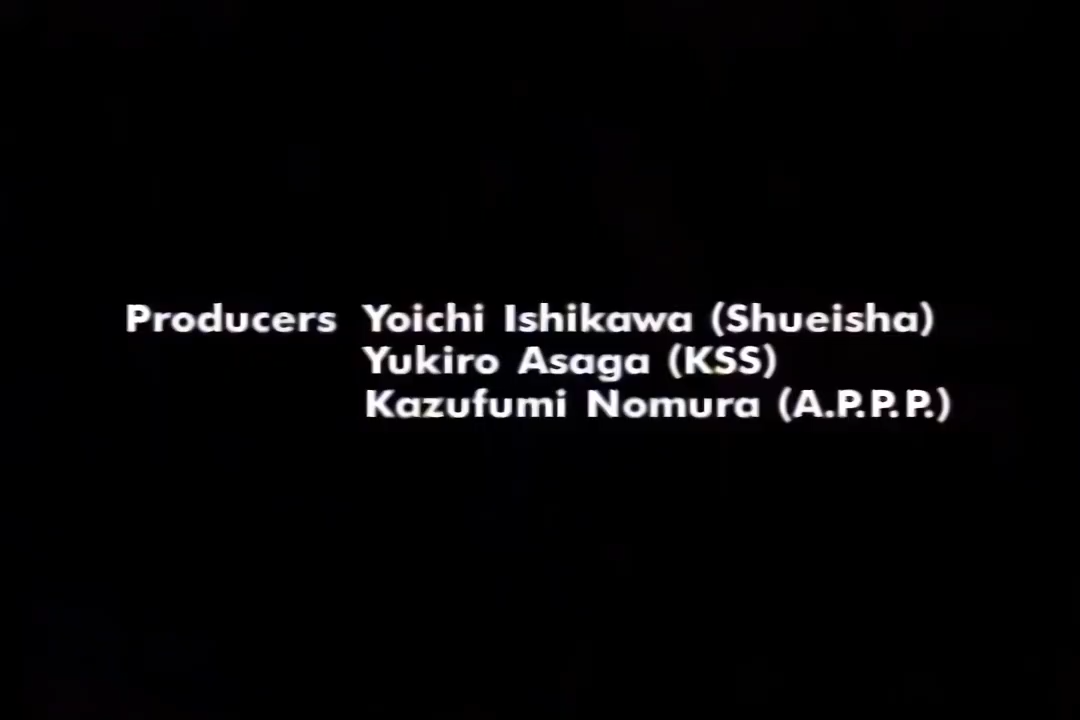 Producers Yoichi Ishikawa (Shueisha)
Yukiro Asaga (KSS)
Kazufumi Nomura (A.P.P.P.)